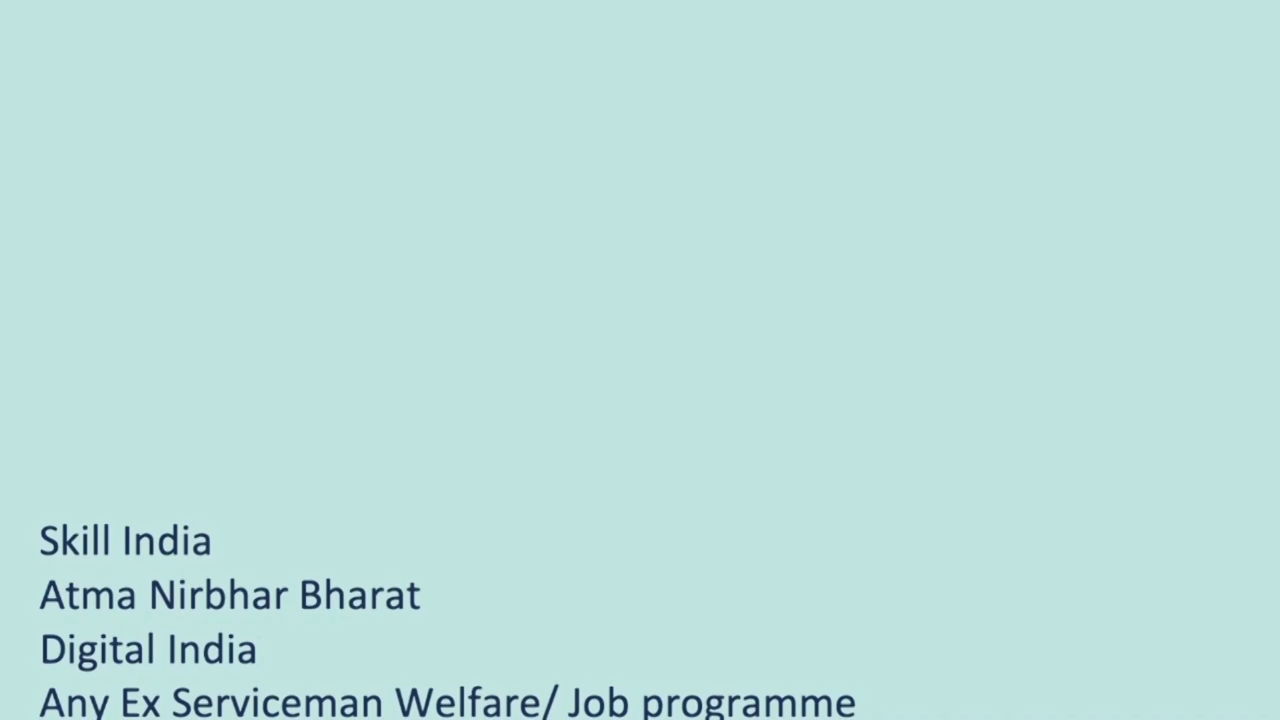 Skill India
Atma Nirbhar Bharat
Digital India
Any Ex Serviceman Welfare/ Job programme